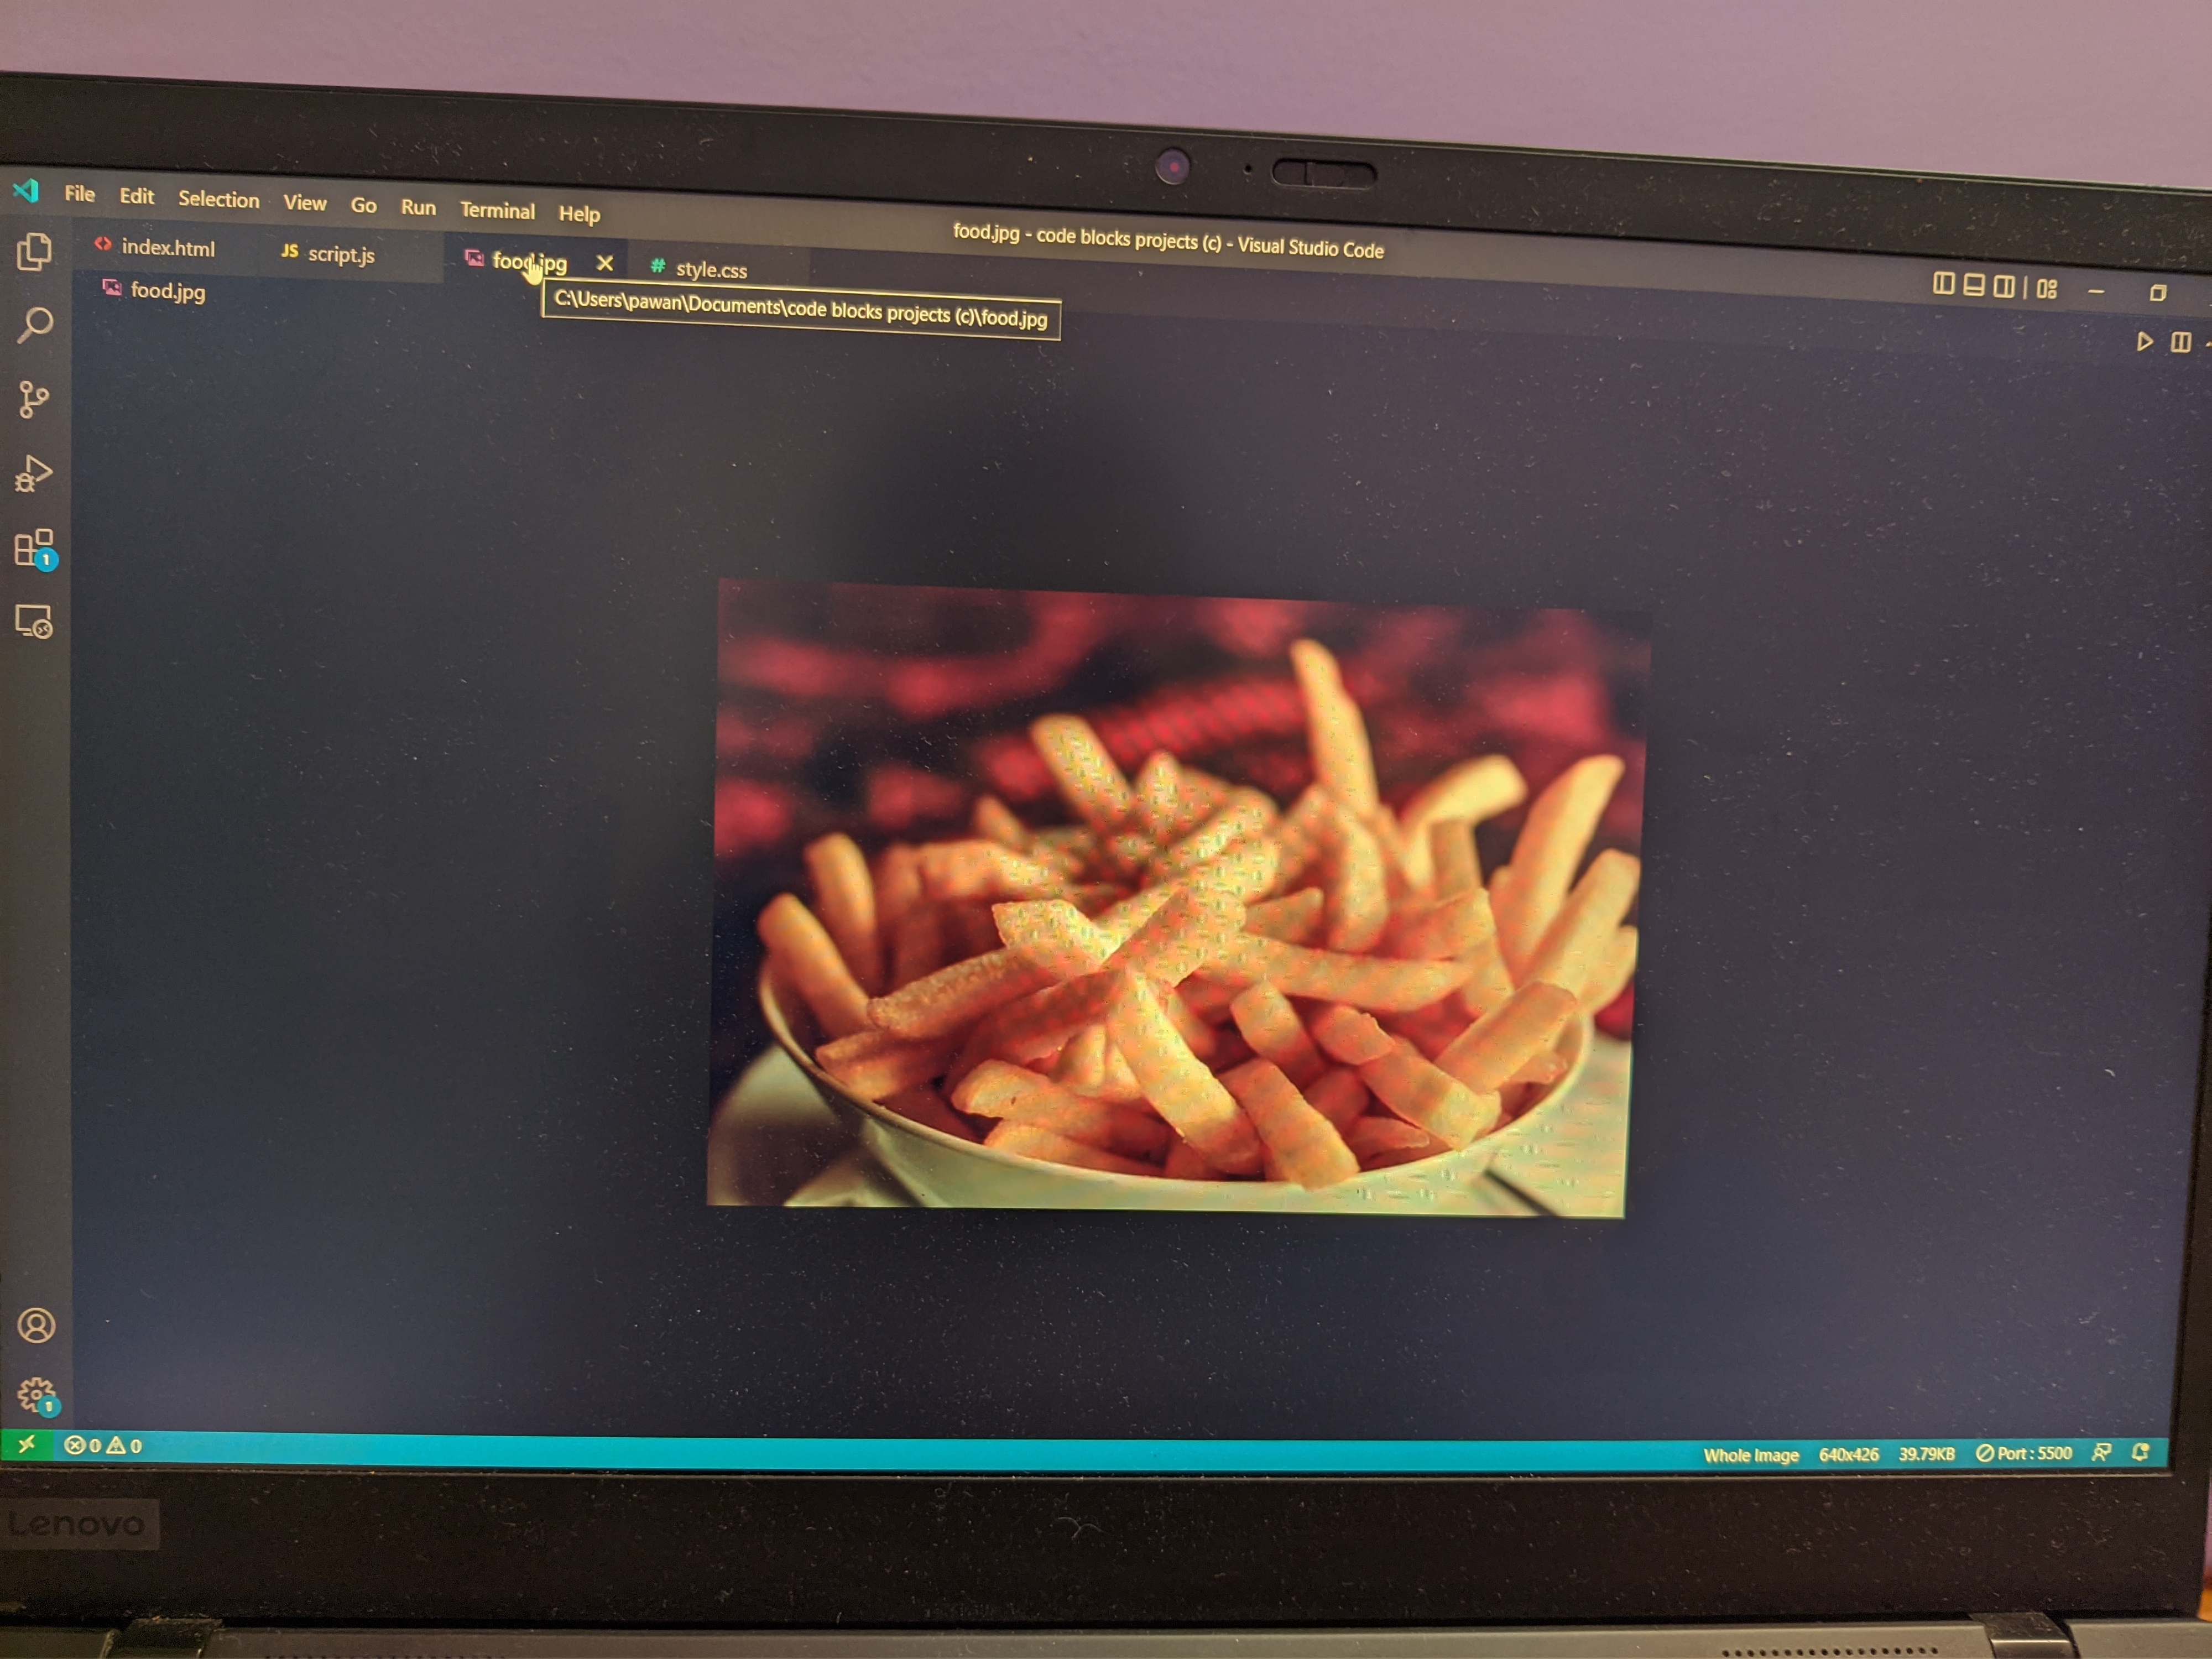 File Edit Selection View Go Run Terminal Help
food.jpg - code blocks projects (c) - Visual Studio Code
index.html
JS script.js
food.jpg
# style.css
food.jpg
C:\Users\pawan\Documents\code blocks projects (c)\food.jpg
1
1
0 0
Whole Image 640x426 39.79KB Port : 5500
Lenovo